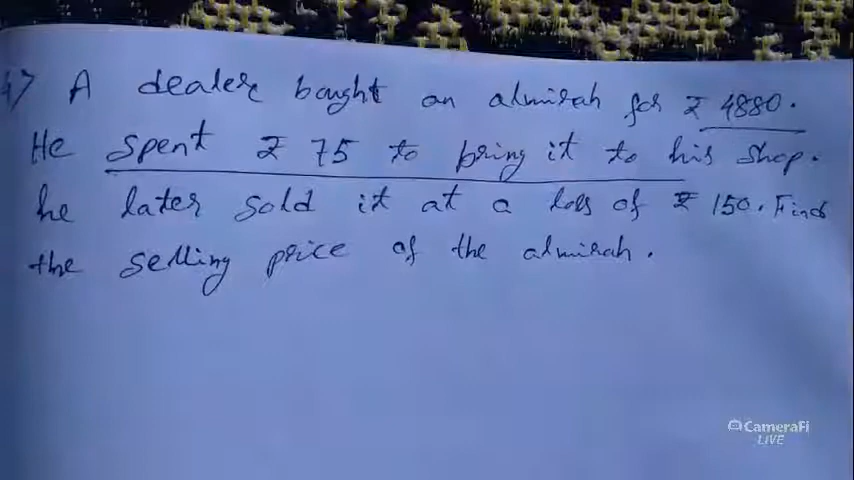 47 A dealer bought an almirah for ₹ 4880.
He spent ₹ 75 to bring it to his shop.
he later sold it at a loss of ₹ 150. Find
the selling price of the almirah.
CameraFi
LIVE